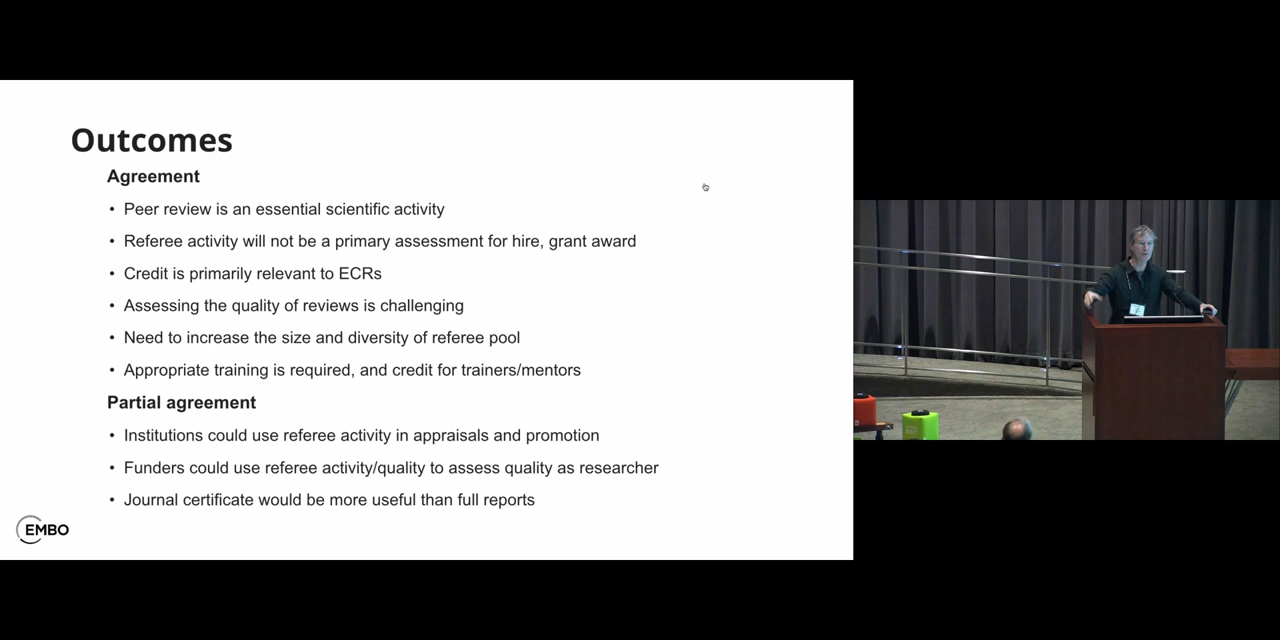 Outcomes
Agreement
• Peer review is an essential scientific activity
• Referee activity will not be a primary assessment for hire, grant award
• Credit is primarily relevant to ECRs
• Assessing the quality of reviews is challenging
• Need to increase the size and diversity of referee pool
• Appropriate training is required, and credit for trainers/mentors
Partial agreement
• Institutions could use referee activity in appraisals and promotion
• Funders could use referee activity/quality to assess quality as researcher
• Journal certificate would be more useful than full reports
EMBO